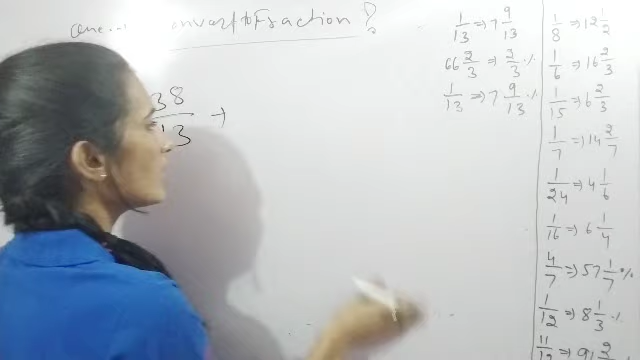 convert to Fraction ?
38
13 →
1/13 ⇒ 7 9/13
66 2/3 ⇒ 2/3 %
1/13 ⇒ 7 9/13 %
1/8 ⇒ 12 1/2
1/6 ⇒ 16 2/3
1/15 ⇒ 6 2/3
1/7 ⇒ 14 2/7
1/24 ⇒ 4 1/6
1/16 ⇒ 6 1/4
4/7 ⇒ 57 1/7 %
1/12 ⇒ 8 1/3 %